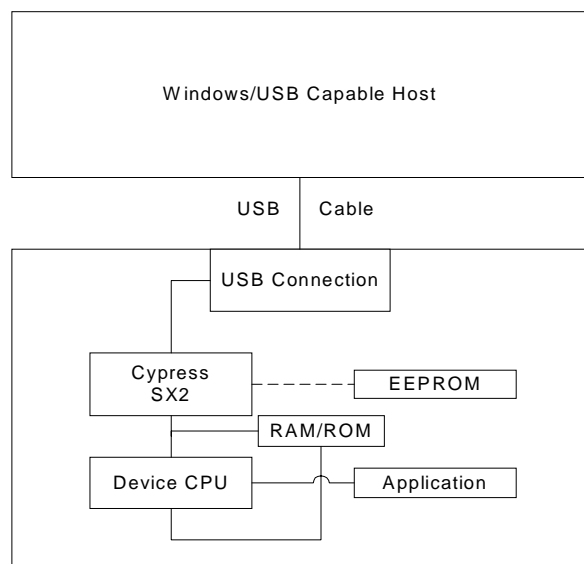 Windows/USB Capable Host
USB Cable
USB Connection
Cypress
SX2
EEPROM
RAM/ROM
Device CPU
Application